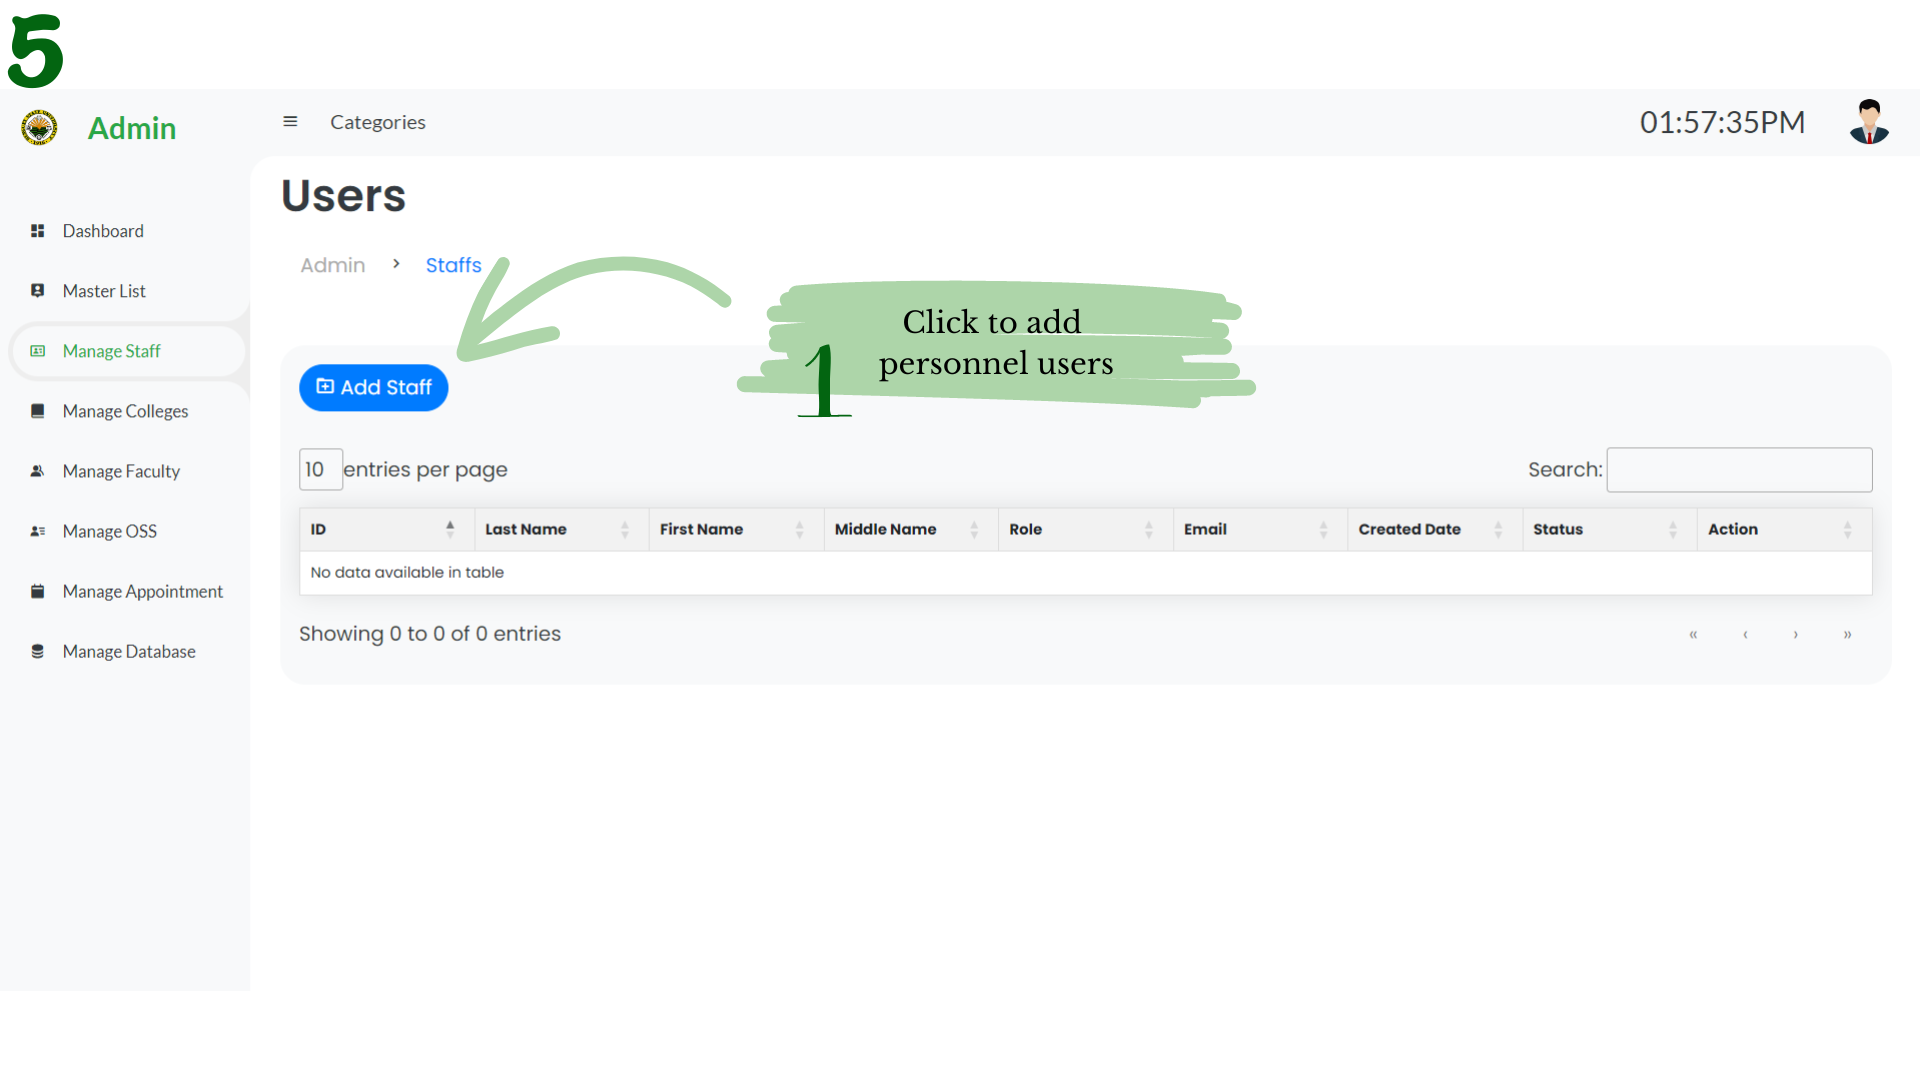 5
Admin
Categories
01:57:35PM
Users
Dashboard
Admin > Staffs
Master List
Click to add
personnel users
1
Manage Staff
Add Staff
Manage Colleges
Manage Faculty
10 entries per page
Search:
Manage OSS
ID Last Name First Name Middle Name Role Email Created Date Status Action
No data available in table
Manage Appointment
Showing 0 to 0 of 0 entries
« ‹ › »
Manage Database